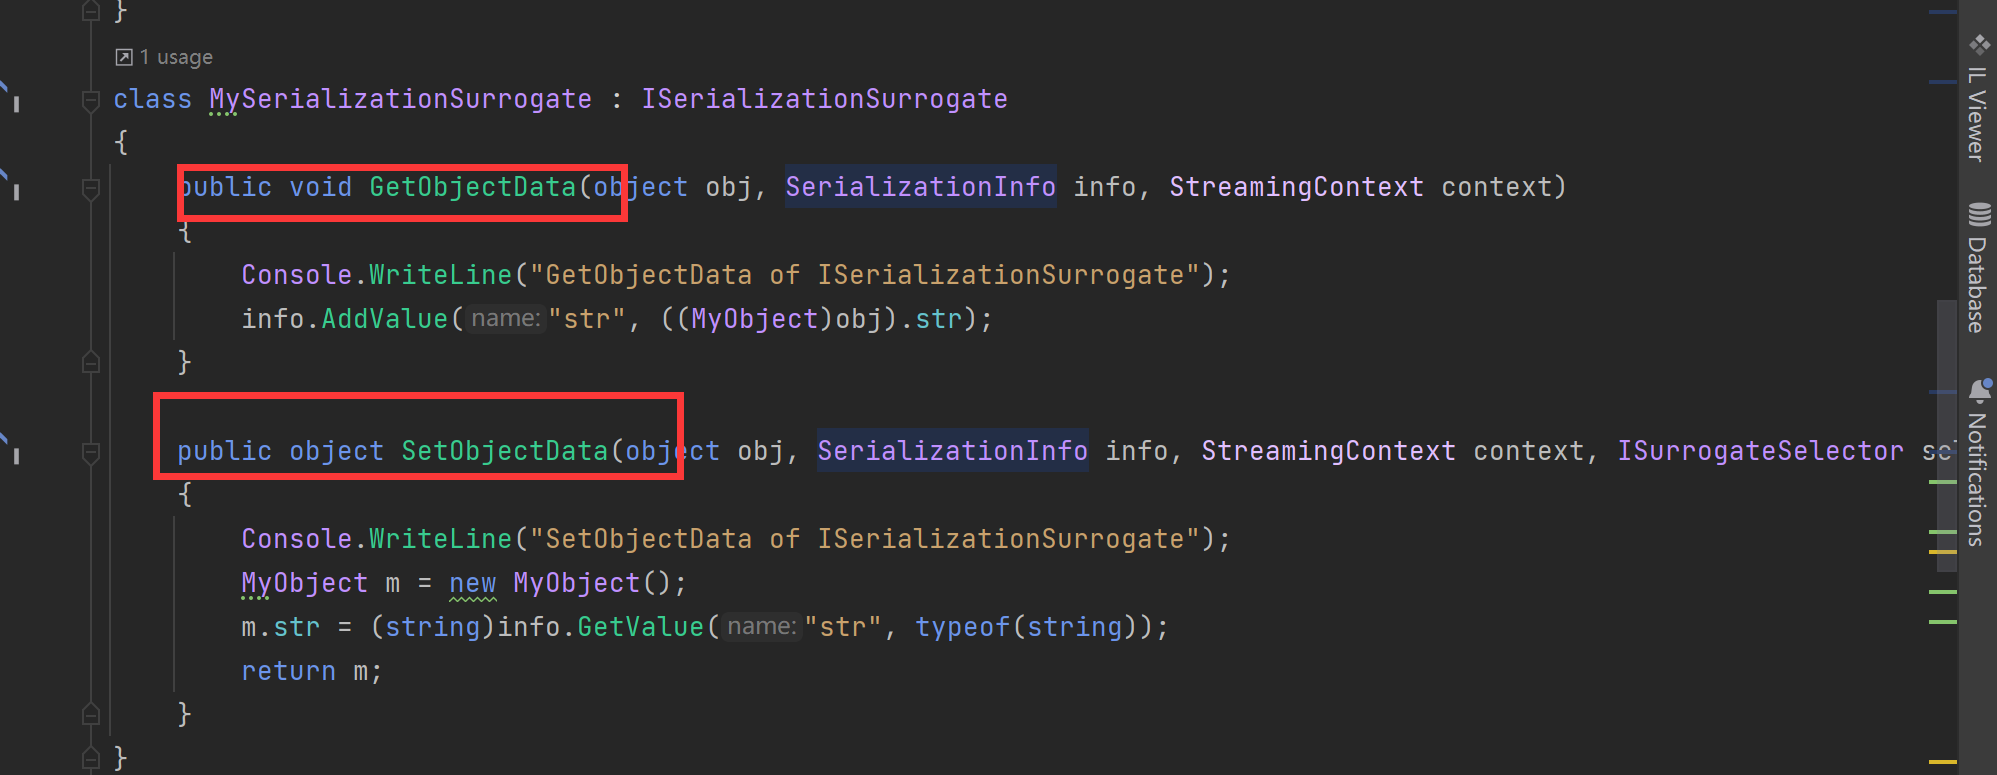 }
1 usage
class MySerializationSurrogate : ISerializationSurrogate
{
public void GetObjectData(object obj, SerializationInfo info, StreamingContext context)
{
Console.WriteLine("GetObjectData of ISerializationSurrogate");
info.AddValue(name:"str", ((MyObject)obj).str);
}
public object SetObjectData(object obj, SerializationInfo info, StreamingContext context, ISurrogateSelector
{
Console.WriteLine("SetObjectData of ISerializationSurrogate");
MyObject m = new MyObject();
m.str = (string)info.GetValue(name:"str", typeof(string));
return m;
}
}
IL Viewer
Database
Notifications